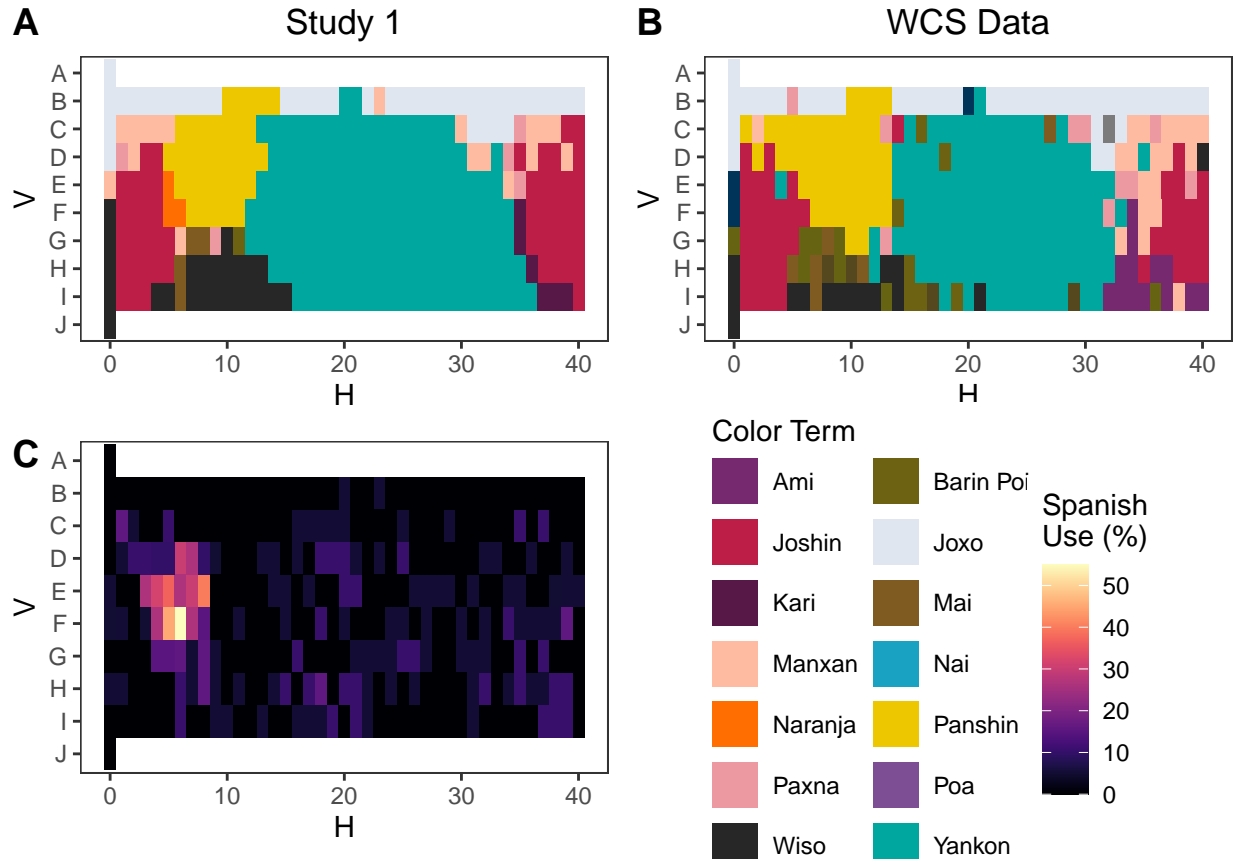 A
Study 1
V
A
B
C
D
E
F
G
H
I
J
0 10 20 30 40
H
B
WCS Data
V
A
B
C
D
E
F
G
H
I
J
0 10 20 30 40
H
C
V
A
B
C
D
E
F
G
H
I
J
0 10 20 30 40
H
Color Term
Ami
Joshin
Kari
Manxan
Naranja
Paxna
Wiso
Barin Poi
Joxo
Mai
Nai
Panshin
Poa
Yankon
Spanish
Use (%)
50
40
30
20
10
0